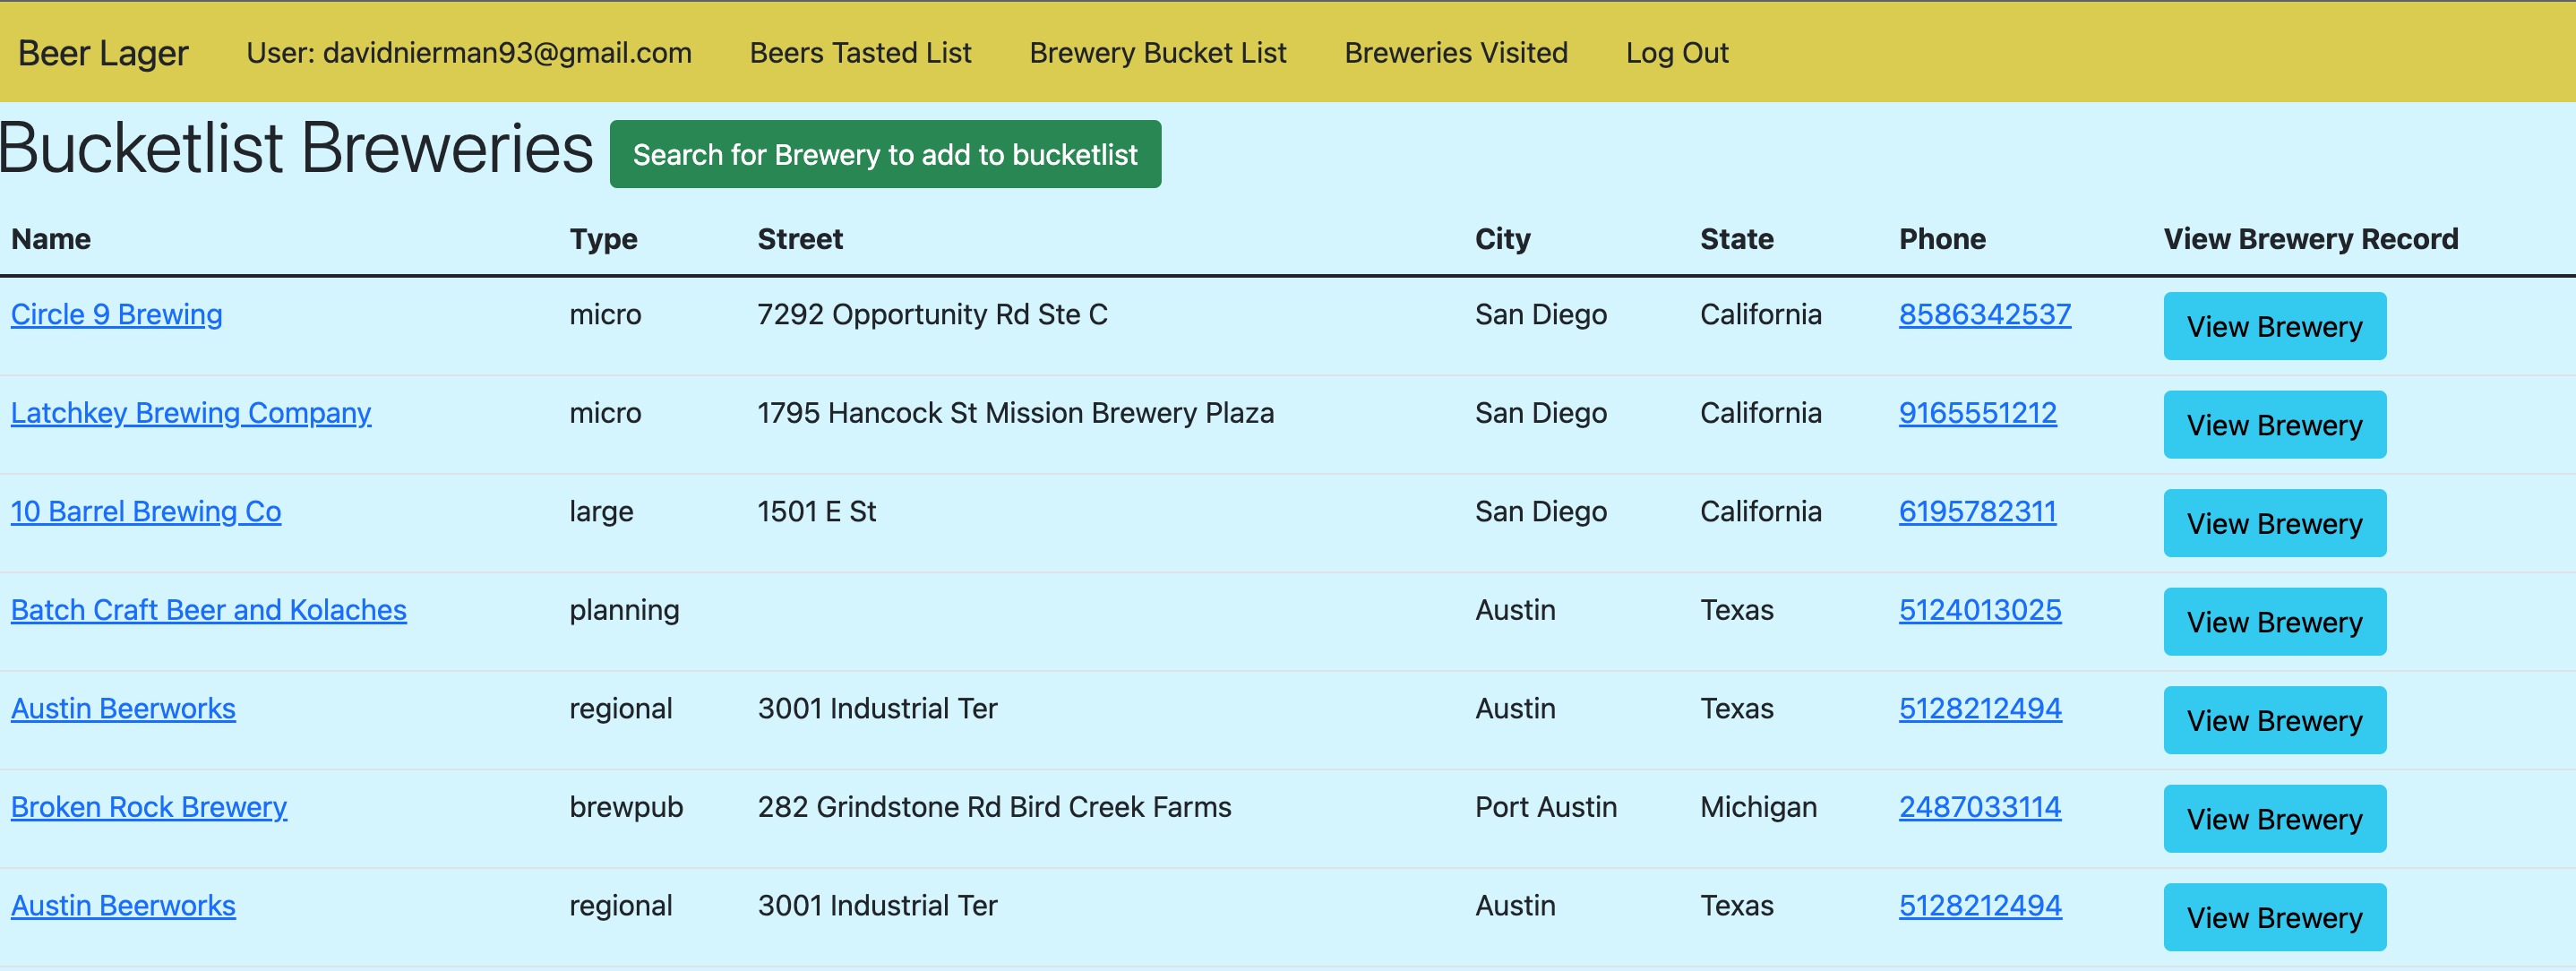 Beer Lager User: davidnierman93@gmail.com Beers Tasted List Brewery Bucket List Breweries Visited Log Out
Bucketlist Breweries Search for Brewery to add to bucketlist
Name Type Street City State Phone View Brewery Record
Circle 9 Brewing micro 7292 Opportunity Rd Ste C San Diego California 8586342537 View Brewery
Latchkey Brewing Company micro 1795 Hancock St Mission Brewery Plaza San Diego California 9165551212 View Brewery
10 Barrel Brewing Co large 1501 E St San Diego California 6195782311 View Brewery
Batch Craft Beer and Kolaches planning Austin Texas 5124013025 View Brewery
Austin Beerworks regional 3001 Industrial Ter Austin Texas 5128212494 View Brewery
Broken Rock Brewery brewpub 282 Grindstone Rd Bird Creek Farms Port Austin Michigan 2487033114 View Brewery
Austin Beerworks regional 3001 Industrial Ter Austin Texas 5128212494 View Brewery